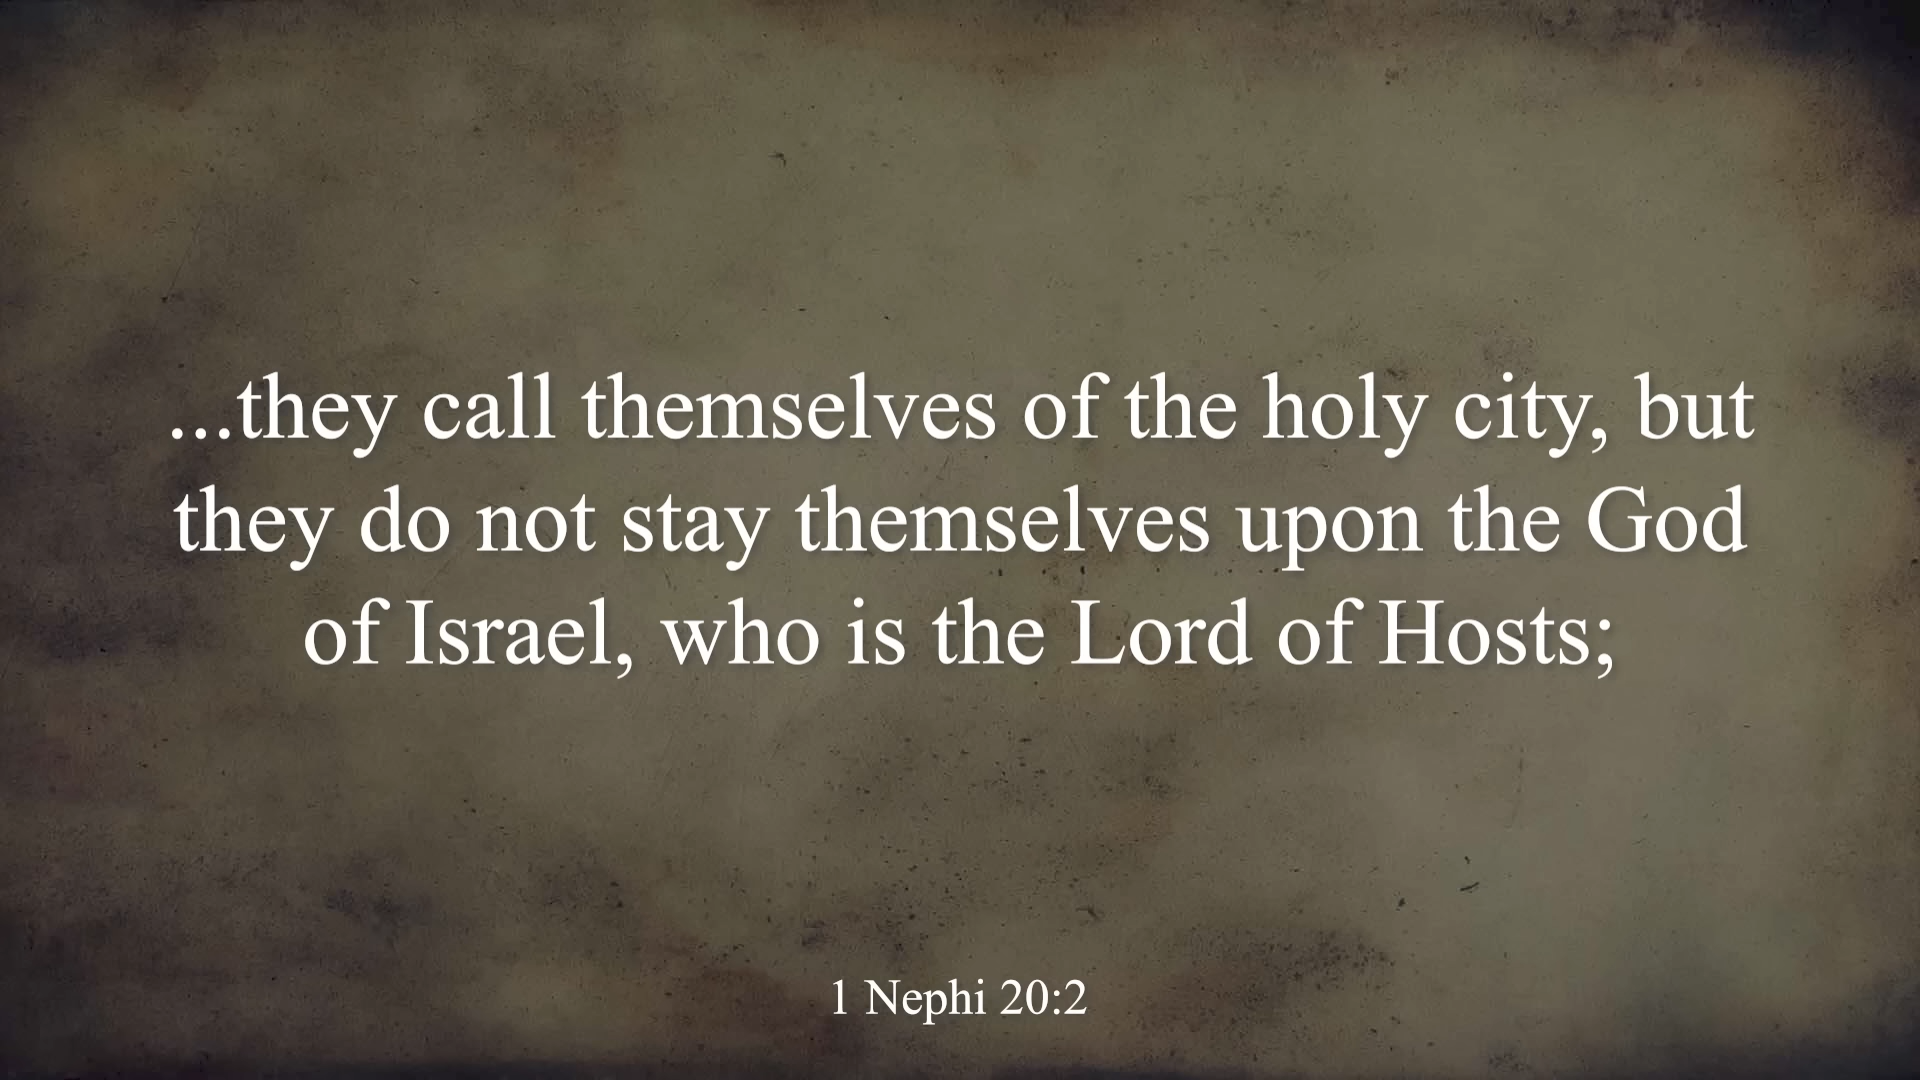 ...they call themselves of the holy city, but
they do not stay themselves upon the God
of Israel, who is the Lord of Hosts;
1 Nephi 20:2